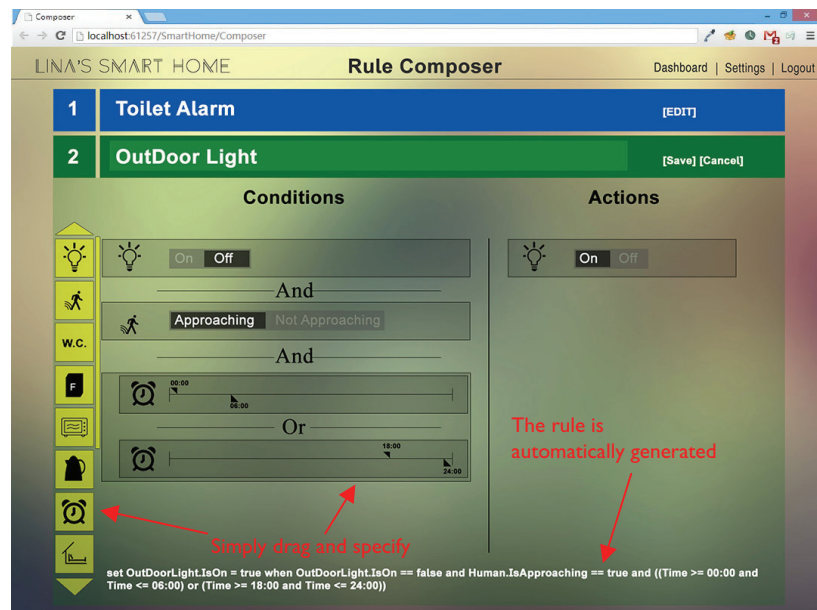 Composer
localhost:61257/SmartHome/Composer
2
LINA'S SMART HOME
Rule Composer
Dashboard | Settings | Logout
1
Toilet Alarm
[EDIT]
2
OutDoor Light
[Save] [Cancel]
Conditions
Actions
On Off
On Off
And
Approaching Not Approaching
W.C.
And
F
00:00
06:00
Or
18:00
24:00
The rule is
automatically generated
Simply drag and specify
set OutDoorLight.IsOn = true when OutDoorLight.IsOn == false and Human.IsApproaching == true and ((Time >= 00:00 and
Time <= 06:00) or (Time >= 18:00 and Time <= 24:00))